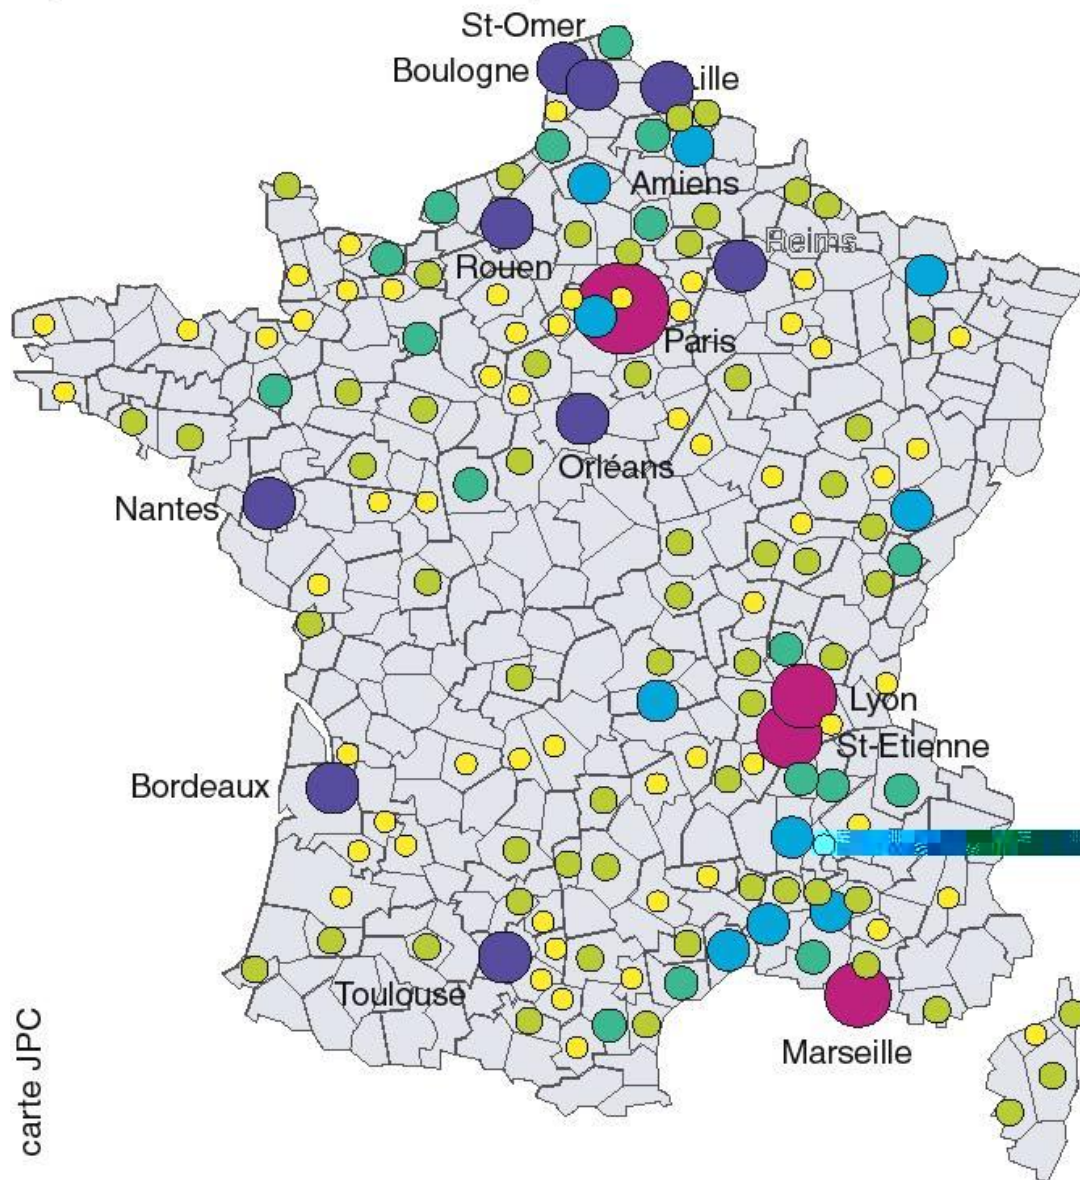 St-Omer
Boulogne
Lille
Amiens
Reims
Rouen
Paris
Orléans
Nantes
Lyon
St-Etienne
Bordeaux
Toulouse
Marseille
carte JPC